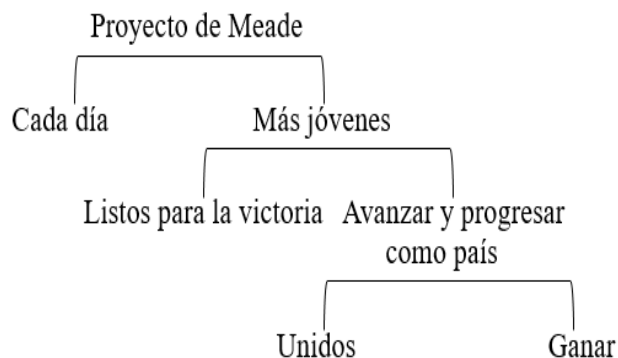 Proyecto de Meade
Cada día Más jóvenes
Listos para la victoria Avanzar y progresar
como país
Unidos Ganar